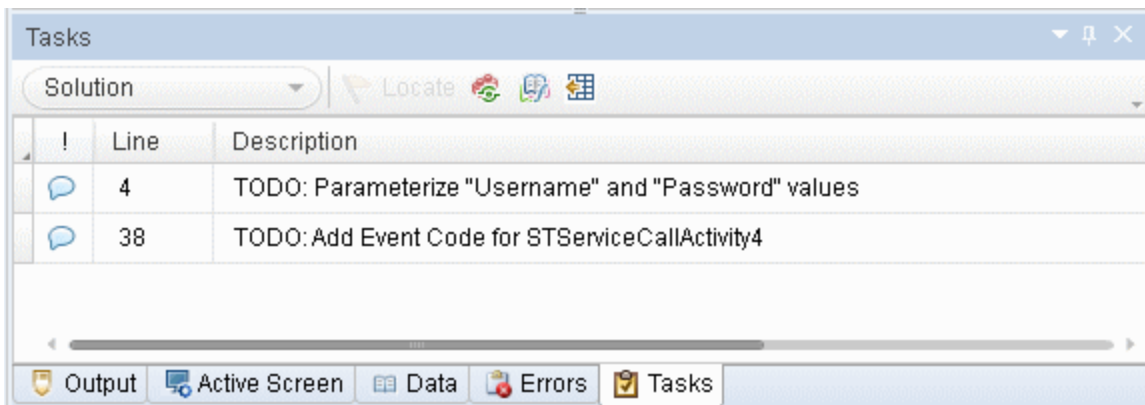 Tasks
Solution Locate
! Line Description
4 TODO: Parameterize "Username" and "Password" values
38 TODO: Add Event Code for STServiceCallActivity4
Output Active Screen Data Errors Tasks